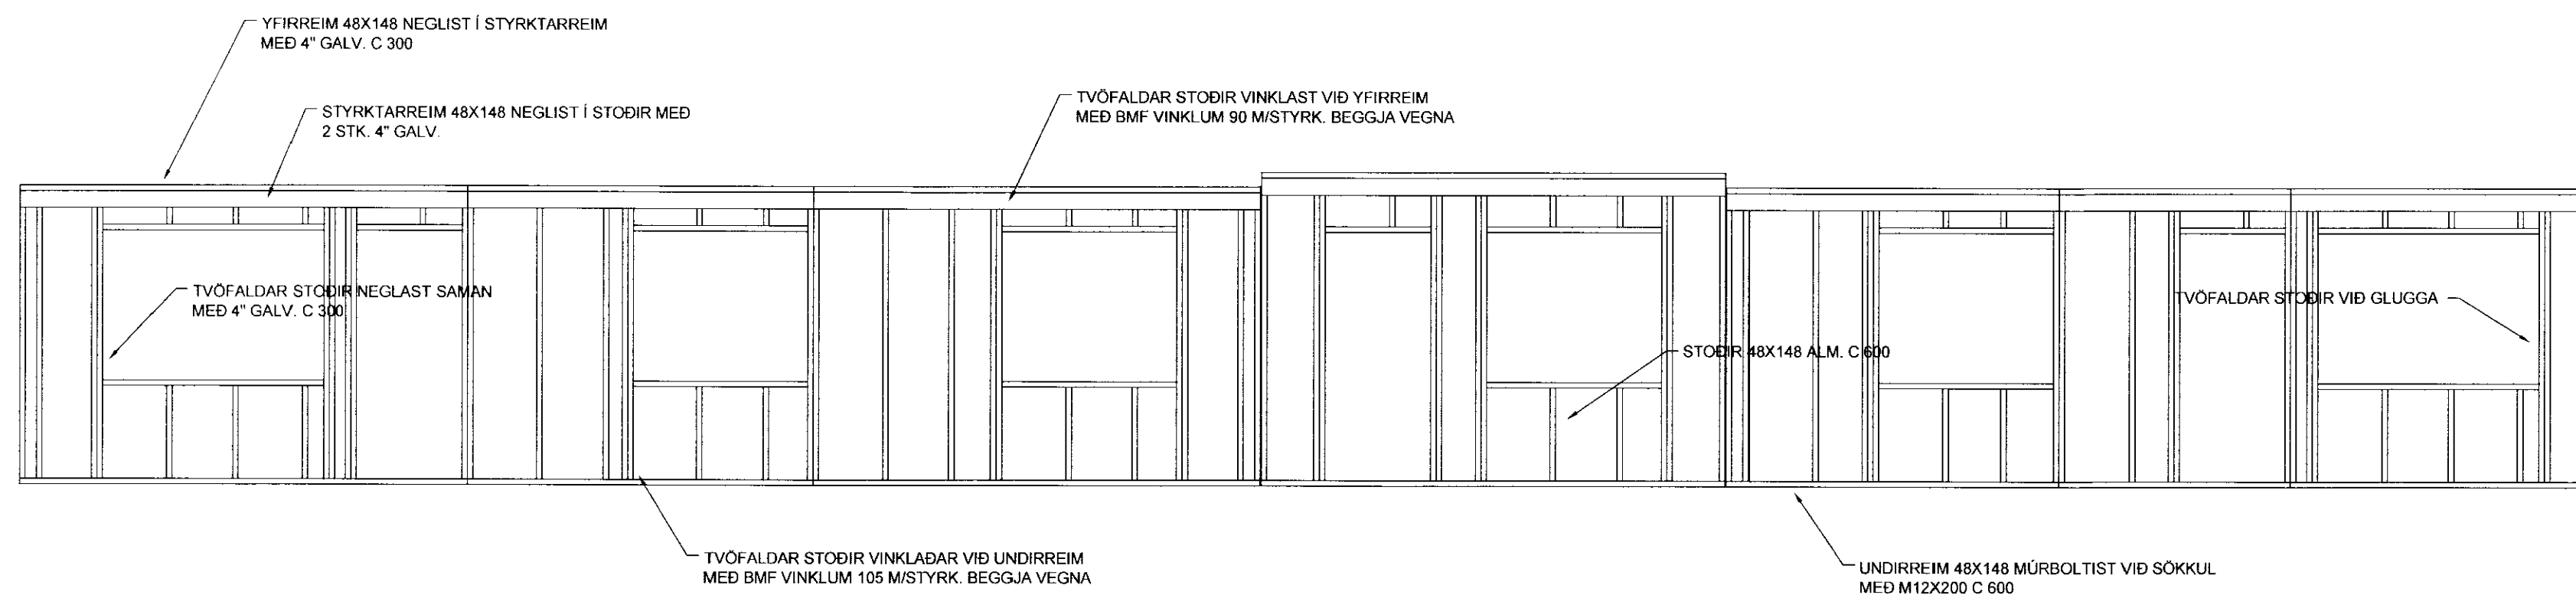 YFIRREIM 48X148 NEGLIST Í STYRKTARREIM
MEÐ 4" GALV. C 300
STYRKTARREIM 48X148 NEGLIST Í STOÐIR MEÐ
2 STK. 4" GALV.
TVÖFALDAR STOÐIR VINKLAST VIÐ YFIRREIM
MEÐ BMF VINKLUM 90 M/STYRK. BEGGJA VEGNA
TVÖFALDAR STOÐIR NEGLAST SAMAN
MEÐ 4" GALV. C 300
TVÖFALDAR STOÐIR VIÐ GLUGGA
STOÐIR 48X148 ALM. C 600
TVÖFALDAR STOÐIR VINKLAÐAR VIÐ UNDIRREIM
MEÐ BMF VINKLUM 105 M/STYRK. BEGGJA VEGNA
UNDIRREIM 48X148 MÚRBOLTIST VIÐ SÖKKUL
MEÐ M12X200 C 600